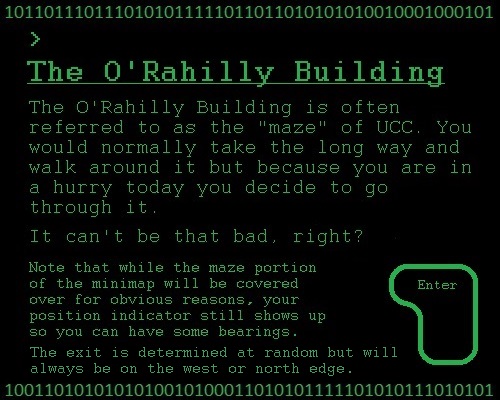 1011011101110101011111011011010101010100100100010​0101
>
The O'Rahilly Building
The O'Rahilly Building is often
referred to as the "maze" of UCC. You
would normally take the long way and
walk around it but because you are in
a hurry today you decide to go
through it.
It can't be that bad, right?
Note that while the maze portion
of the minimap will be covered
over for obvious reasons, your
position indicator still shows up
so you can have some bearings.
Enter
The exit is determined at random but will
always be on the west or north edge.
10011010101010100101010001101010111110101011101010​1